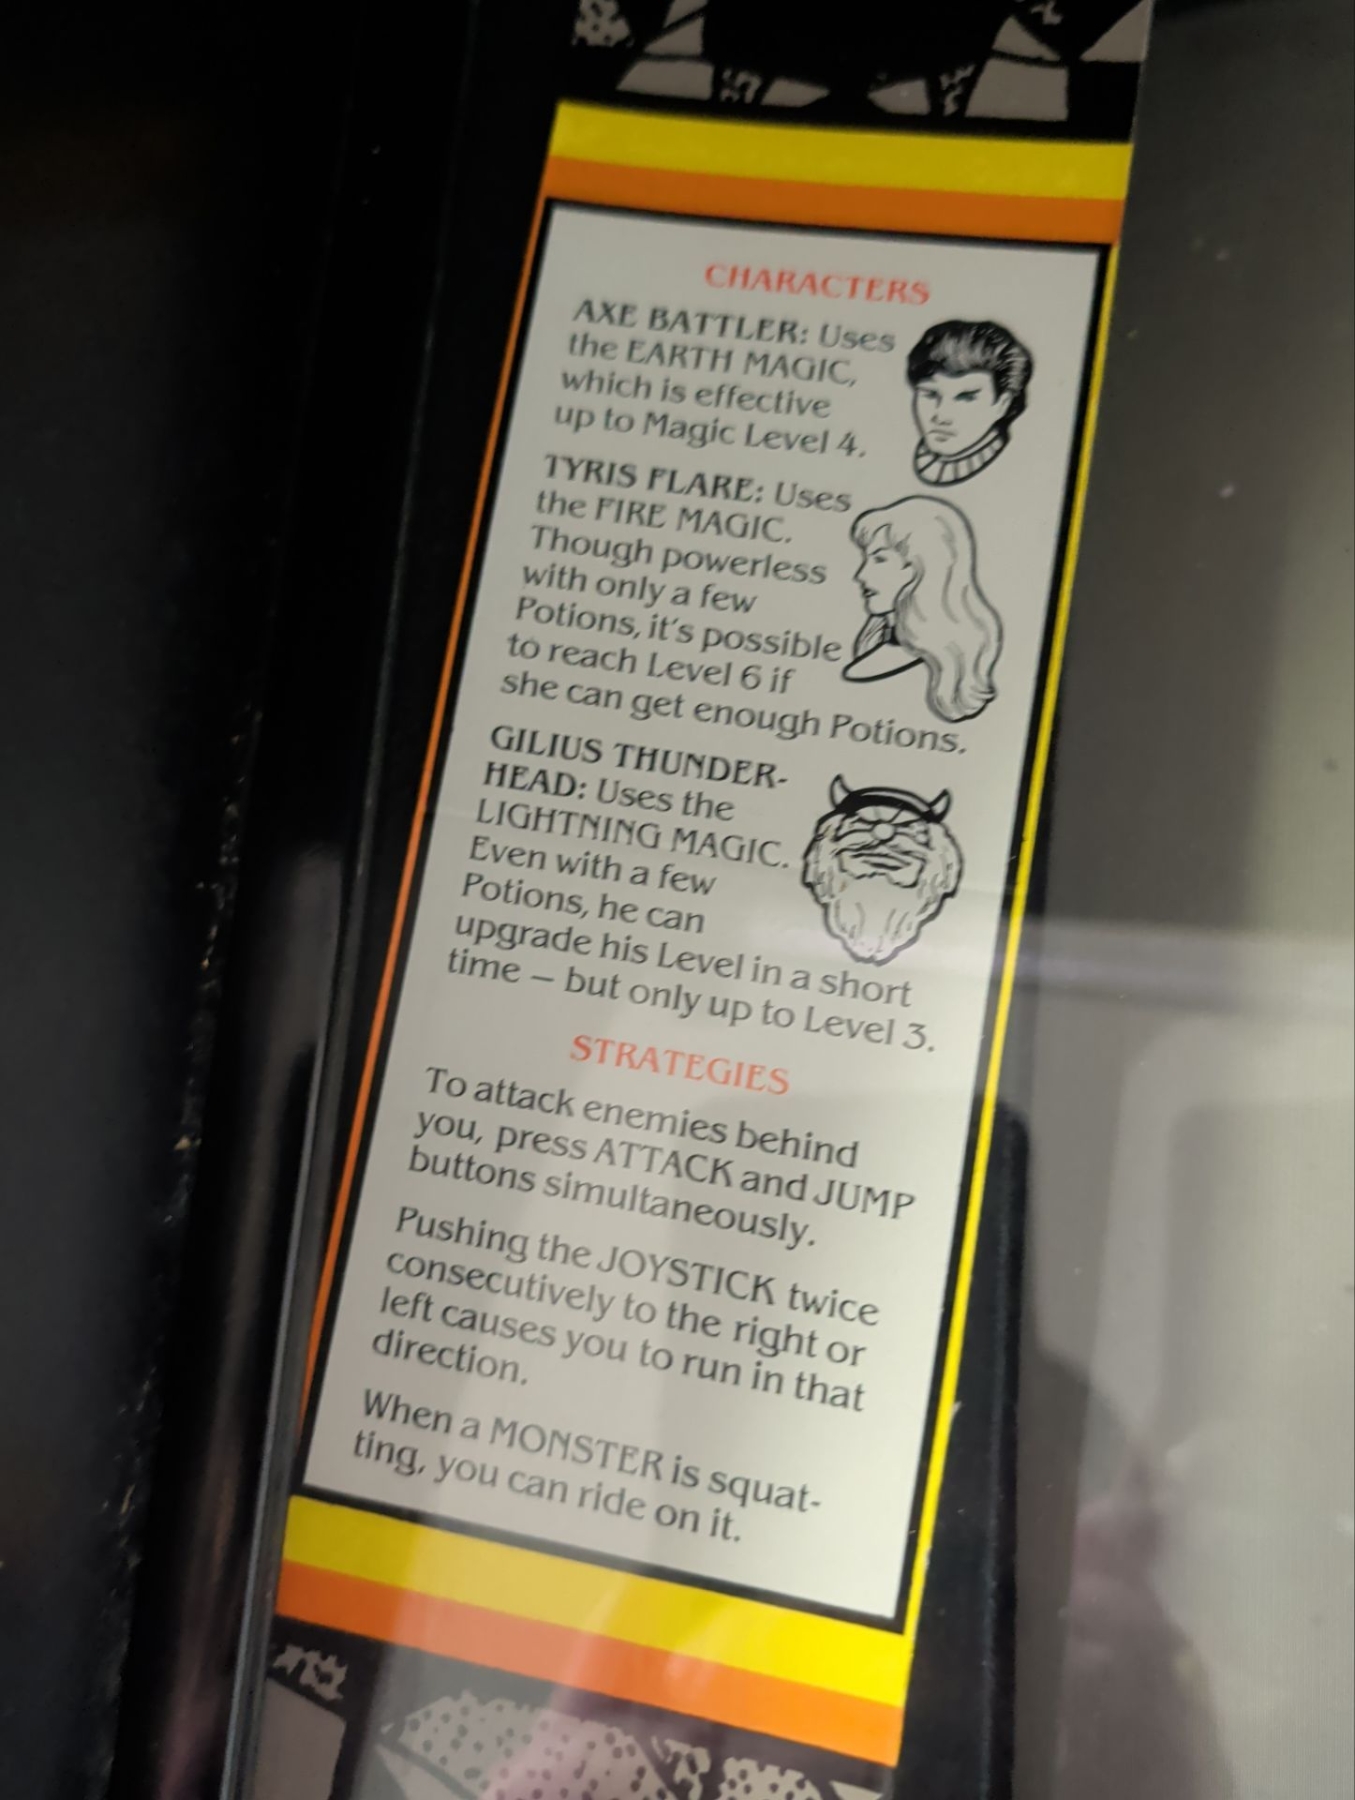 CHARACTERS
AXE BATTLER: Uses
the EARTH MAGIC,
which is effective
up to Magic Level 4.
TYRIS FLARE: Uses
the FIRE MAGIC.
Though powerless
with only a few
Potions, it's possible
to reach Level 6 if
she can get enough Potions.
GILIUS THUNDER-
HEAD: Uses the
LIGHTNING MAGIC.
Even with a few
Potions, he can
upgrade his Level in a short
time – but only up to Level 3.
STRATEGIES
To attack enemies behind
you, press ATTACK and JUMP
buttons simultaneously.
Pushing the JOYSTICK twice
consecutively to the right or
left causes you to run in that
direction.
When a MONSTER is squat-
ting, you can ride on it.